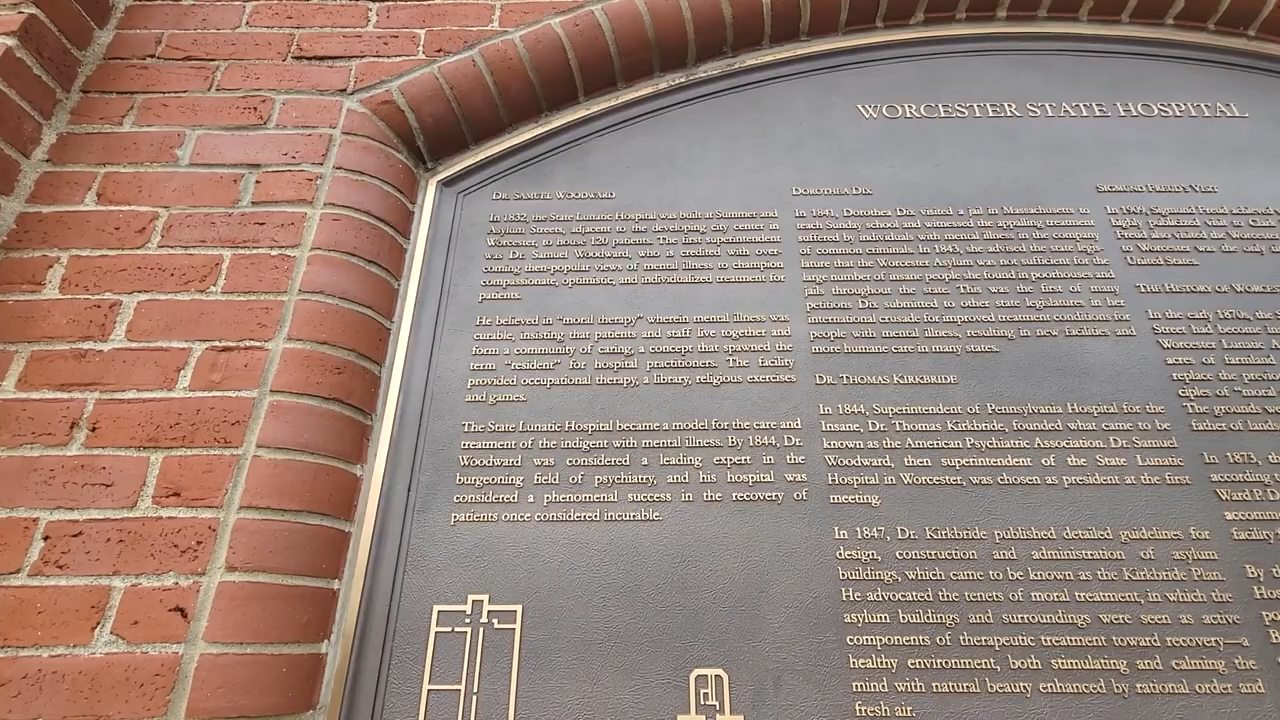 WORCESTER STATE HOSPITAL
DR. SAMUEL WOODWARD
In 1832, the State Lunatic Hospital was built at Summer and
Asylum Streets, adjacent to the developing city center in
Worcester, to house 120 patients. The first superintendent
was Dr. Samuel Woodward, who is credited with over-
coming then-popular views of mental illness to champion
compassionate, optimistic, and individualized treatment for
patients.
He believed in "moral therapy" wherein mental illness was
curable, insisting that patients and staff live together and
form a community of caring, a concept that spawned the
term "resident" for hospital practitioners. The facility
provided occupational therapy, a library, religious exercises
and games.
The State Lunatic Hospital became a model for the care and
treatment of the indigent with mental illness. By 1844, Dr.
Woodward was considered a leading expert in the
burgeoning field of psychiatry, and his hospital was
considered a phenomenal success in the recovery of
patients once considered incurable.
DOROTHEA DIX
In 1841, Dorothea Dix visited a jail in Massachusetts to
teach Sunday school and witnessed the appalling treatment
suffered by individuals with mental illness in the company
of common criminals. In 1843, she advised the state legis-
lature that the Worcester Asylum was not sufficient for the
large number of insane people she found in poorhouses and
jails throughout the state. This was the first of many
petitions Dix submitted to other state legislatures in her
international crusade for improved treatment conditions for
people with mental illness, resulting in new facilities and
more humane care in many states.
DR. THOMAS KIRKBRIDE
In 1844, Superintendent of Pennsylvania Hospital for the
Insane, Dr. Thomas Kirkbride, founded what came to be
known as the American Psychiatric Association. Dr. Samuel
Woodward, then superintendent of the State Lunatic
Hospital in Worcester, was chosen as president at the first
meeting.
In 1847, Dr. Kirkbride published detailed guidelines for
design, construction and administration of asylum
buildings, which came to be known as the Kirkbride Plan.
He advocated the tenets of moral treatment, in which the
asylum buildings and surroundings were seen as active
components of therapeutic treatment toward recovery—a
healthy environment, both stimulating and calming the
mind with natural beauty enhanced by rational order and
fresh air.
SIGMUND FREUD'S VISIT
In 1909, Sigmund Freud achieved
highly publicized visit to Clar
Freud also visited the Worcester
to Worcester was the only t
United States.
THE HISTORY OF WORCES
In the early 1870s, the S
Street had become in
Worcester Lunatic A
acres of farmland
replace the previo
ciples of "moral
The grounds w
father of lands
In 1873, th
according
Ward P. D
accomm
facility
By th
Hos
po